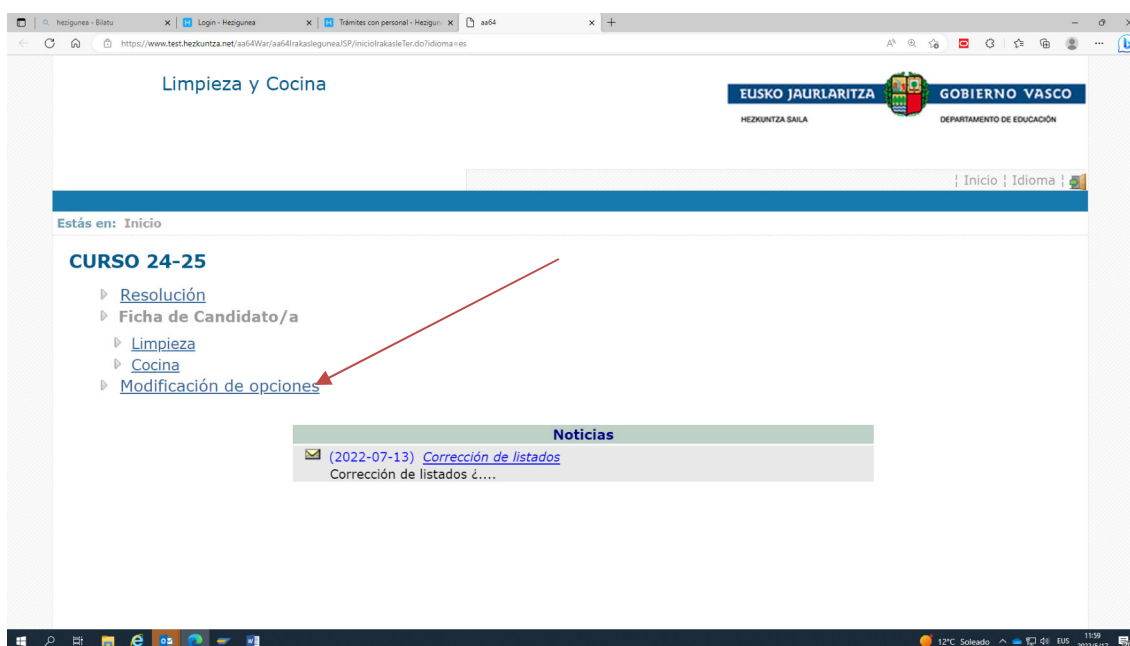 hezigunea - Bilatu
Login - Hezigunea
Trámites con personal - Hezigun
aa64
https://www.test.hezkuntza.net/aa64War/aa64IrakasleguneaJSP/inicioIrakasleTer.do?idioma=es
Limpieza y Cocina
EUSKO JAURLARITZA
GOBIERNO VASCO
HEZKUNTZA SAILA
DEPARTAMENTO DE EDUCACIÓN
¦ Inicio ¦ Idioma ¦
Estás en: Inicio
CURSO 24-25
Resolución
Ficha de Candidato/a
Limpieza
Cocina
Modificación de opciones
Noticias
(2022-07-13) Corrección de listados
Corrección de listados ¿....
12°C Soleado
EUS
11:59